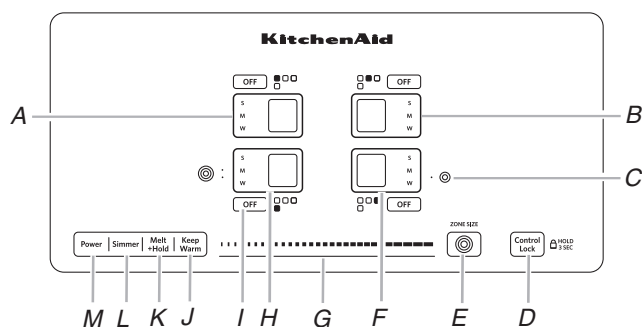 KitchenAid
OFF OFF
A
S
M
W
S
M
W
B
S
M
W
S
M
W
C
OFF OFF
ZONE SIZE
Power Simmer Melt +Hold Keep Warm
Control Lock
HOLD 3 SEC
M L K J I H G F E D